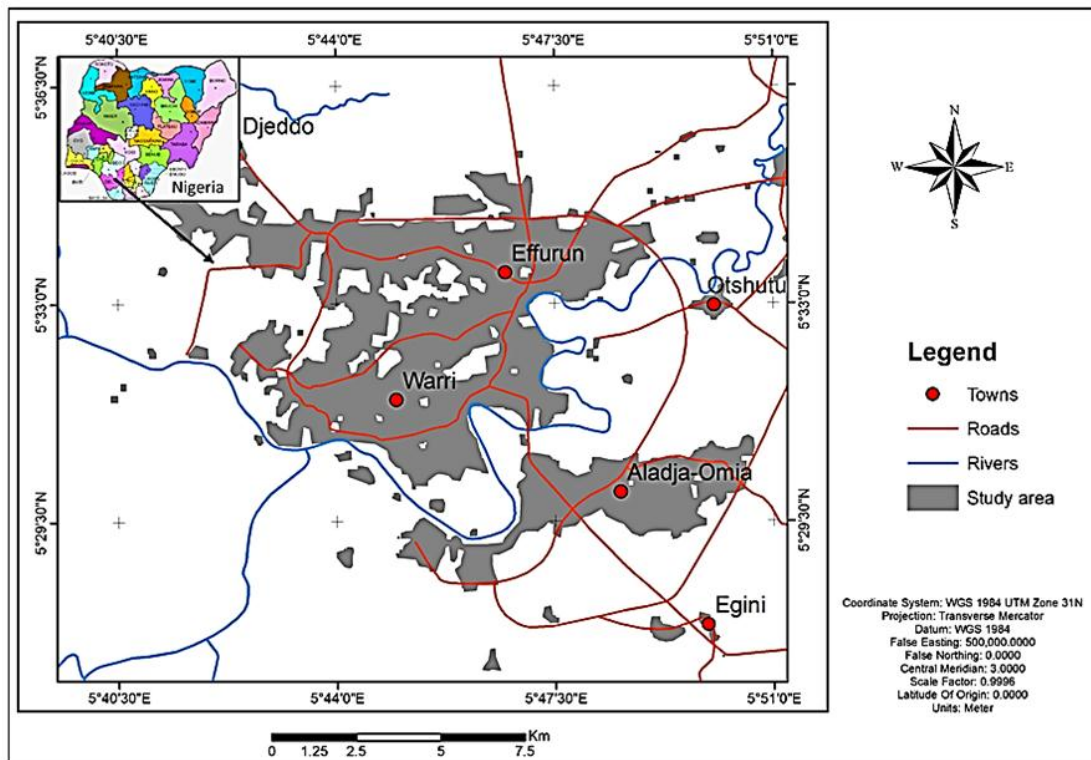 5°40'30"E 5°44'0"E 5°47'30"E 5°51'0"E
5°36'30"N 5°36'30"N
Nigeria
Djeddo
Effurun
Otshutu
5°33'0"N 5°33'0"N
Warri
Aladja-Omia
5°29'30"N 5°29'30"N
Egini
5°40'30"E 5°44'0"E 5°47'30"E 5°51'0"E
0 1.25 2.5 5 7.5
Km
N
W E
S
Legend
Towns
Roads
Rivers
Study area
Coordinate System: WGS 1984 UTM Zone 31N
Projection: Transverse Mercator
Datum: WGS 1984
False Easting: 500,000.0000
False Northing: 0.0000
Central Meridian: 3.0000
Scale Factor: 0.9996
Latitude Of Origin: 0.0000
Units: Meter